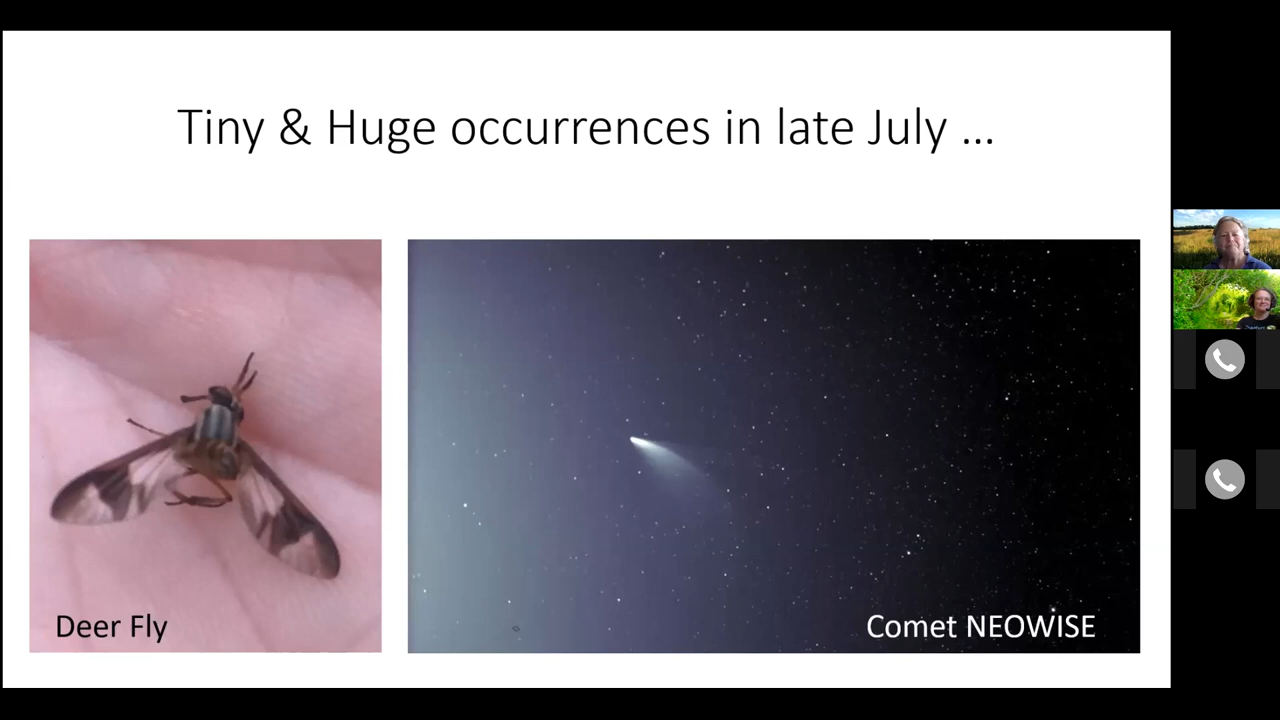 Tiny & Huge occurrences in late July ...
Deer Fly
Comet NEOWISE